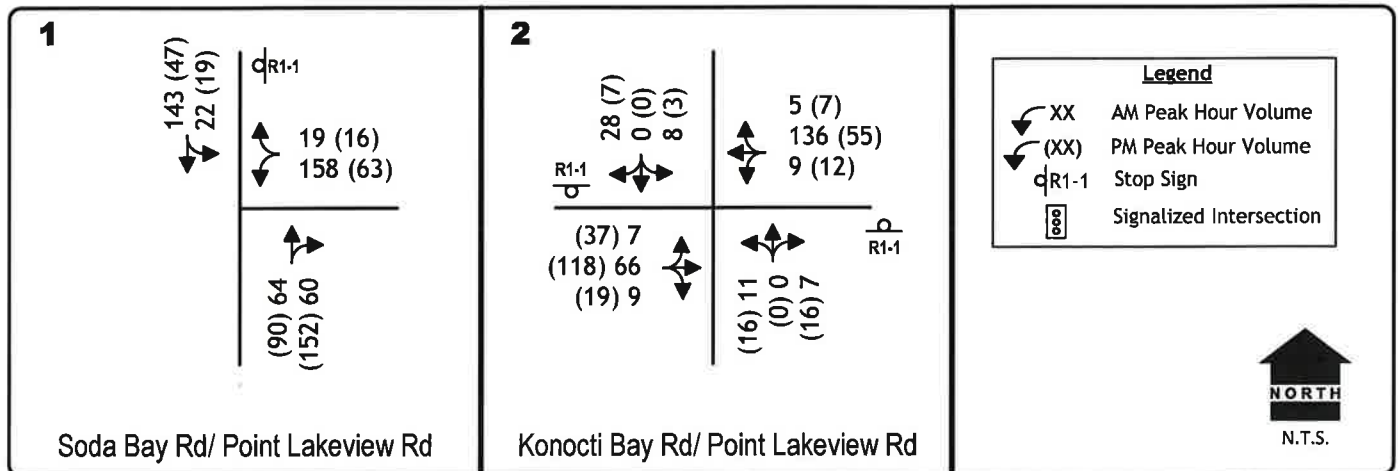 1
143 (47)
22 (19)
R1-1
19 (16)
158 (63)
(90) 64
(152) 60
Soda Bay Rd/ Point Lakeview Rd
2
28 (7)
0 (0)
8 (3)
5 (7)
136 (55)
9 (12)
R1-1
(37) 7
(118) 66
(19) 9
(16) 11
(0) 0
(16) 7
R1-1
Konocti Bay Rd/ Point Lakeview Rd
Legend
XX AM Peak Hour Volume
(XX) PM Peak Hour Volume
R1-1 Stop Sign
Signalized Intersection
NORTH
N.T.S.